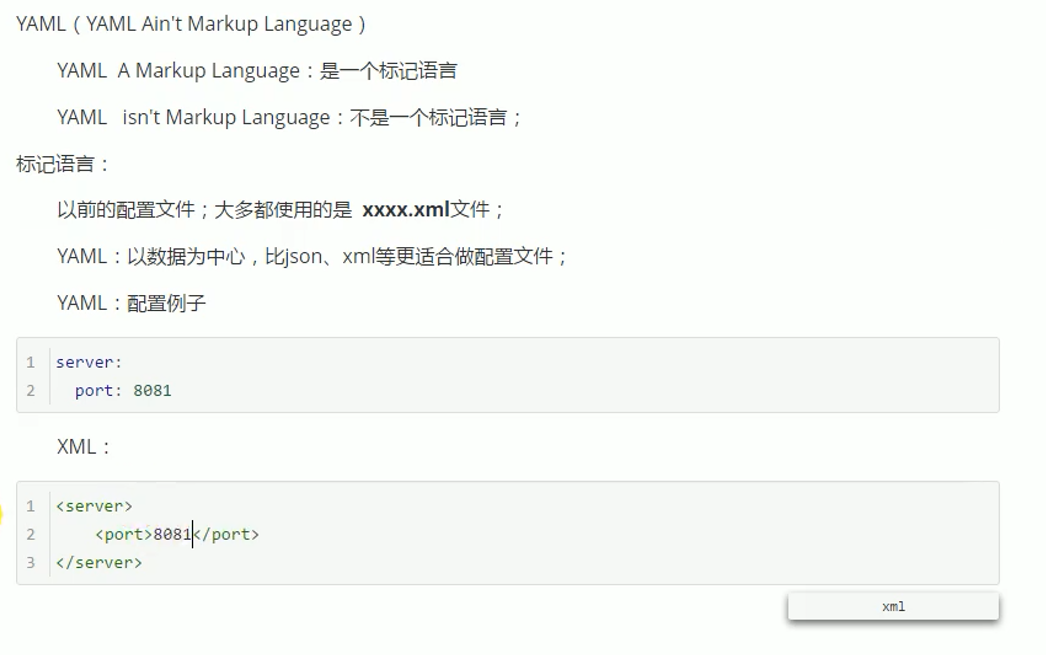 YAML（YAML Ain't Markup Language）
YAML A Markup Language：是一个标记语言
YAML isn't Markup Language：不是一个标记语言；
标记语言：
以前的配置文件；大多都使用的是 xxxx.xml文件；
YAML：以数据为中心，比json、xml等更适合做配置文件；
YAML：配置例子
1 server:
2   port: 8081
XML：
1 <server>
2     <port>8081</port>
3 </server>
xml